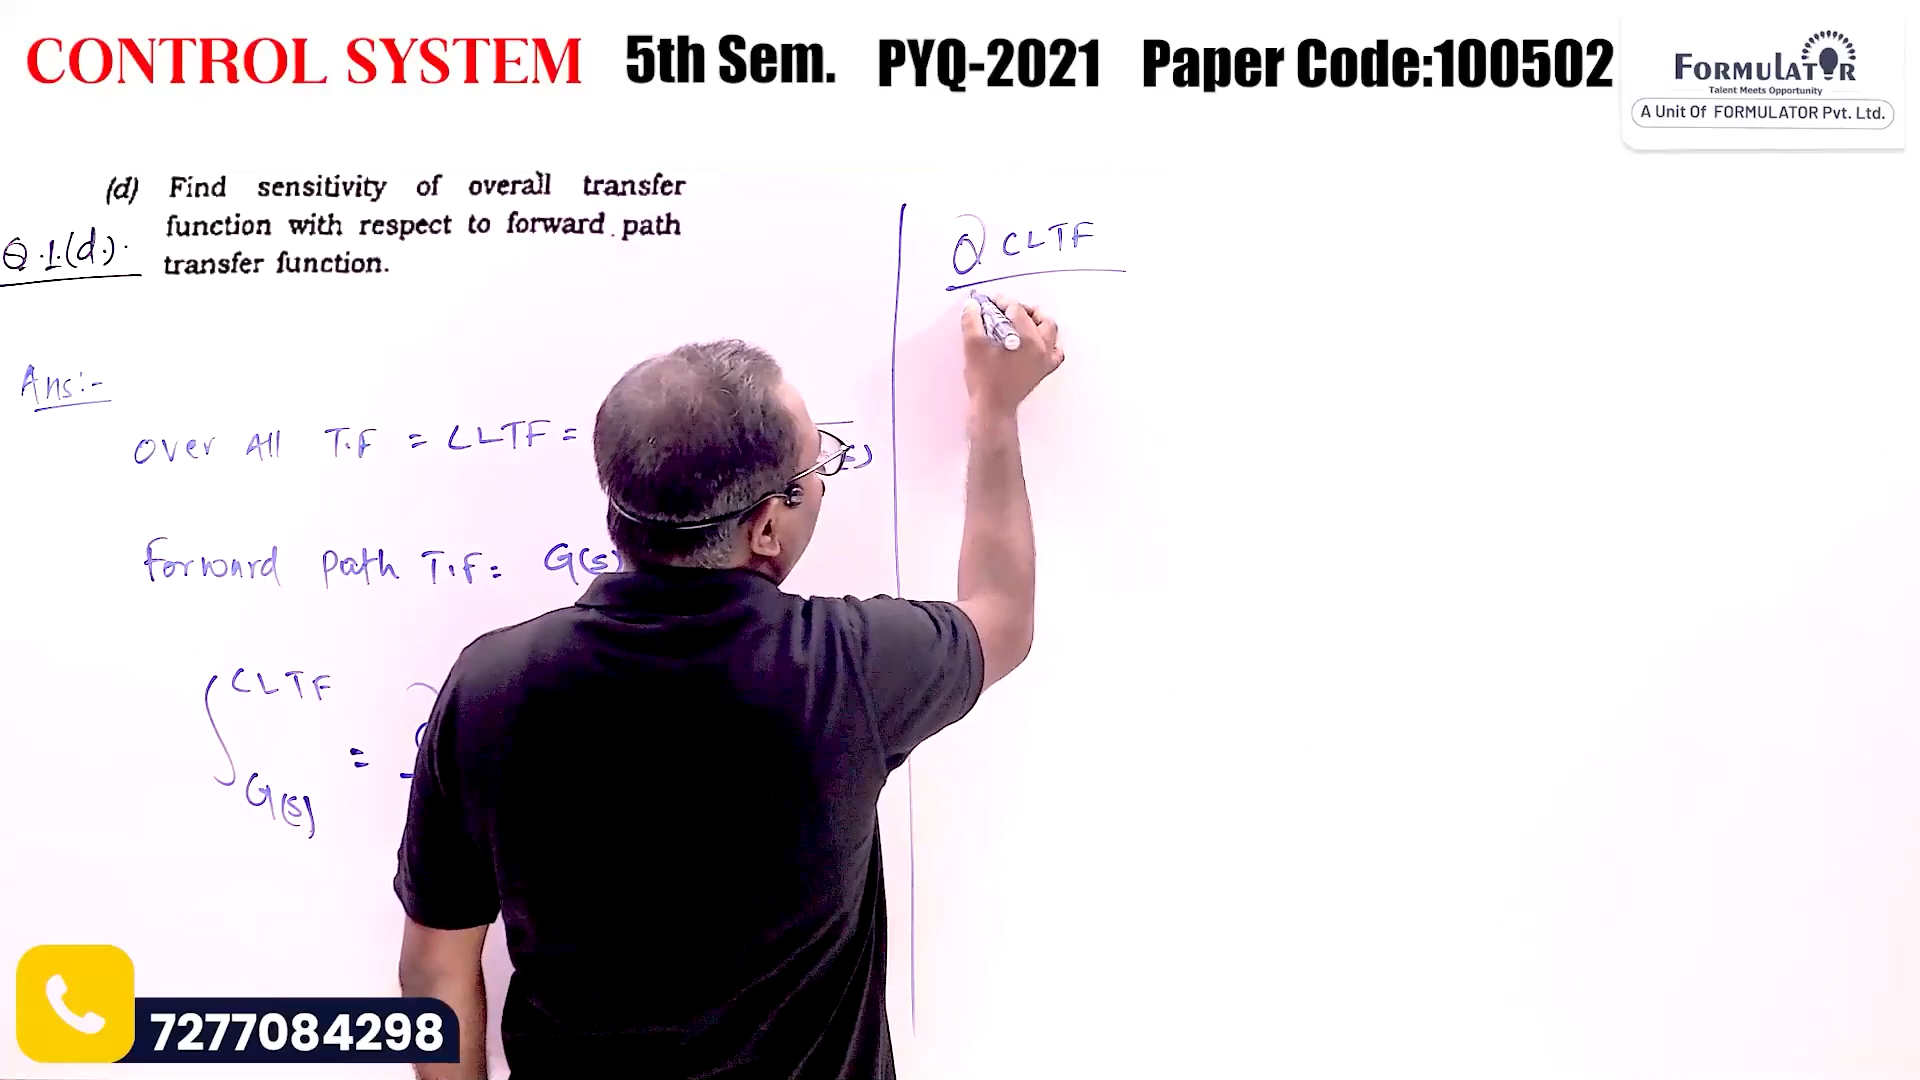 CONTROL SYSTEM 5th Sem. PYQ-2021 Paper Code:100502
FORMULATOR
Talent Meets Opportunity
A Unit Of FORMULATOR Pvt. Ltd.
(d) Find sensitivity of overall transfer
function with respect to forward path
transfer function.
Q.1.(d).
Ans:-
Over All T.F = CLTF =
Forward Path T.F = G(s)
CLTF
=
G(s)
∂ CLTF
7277084298